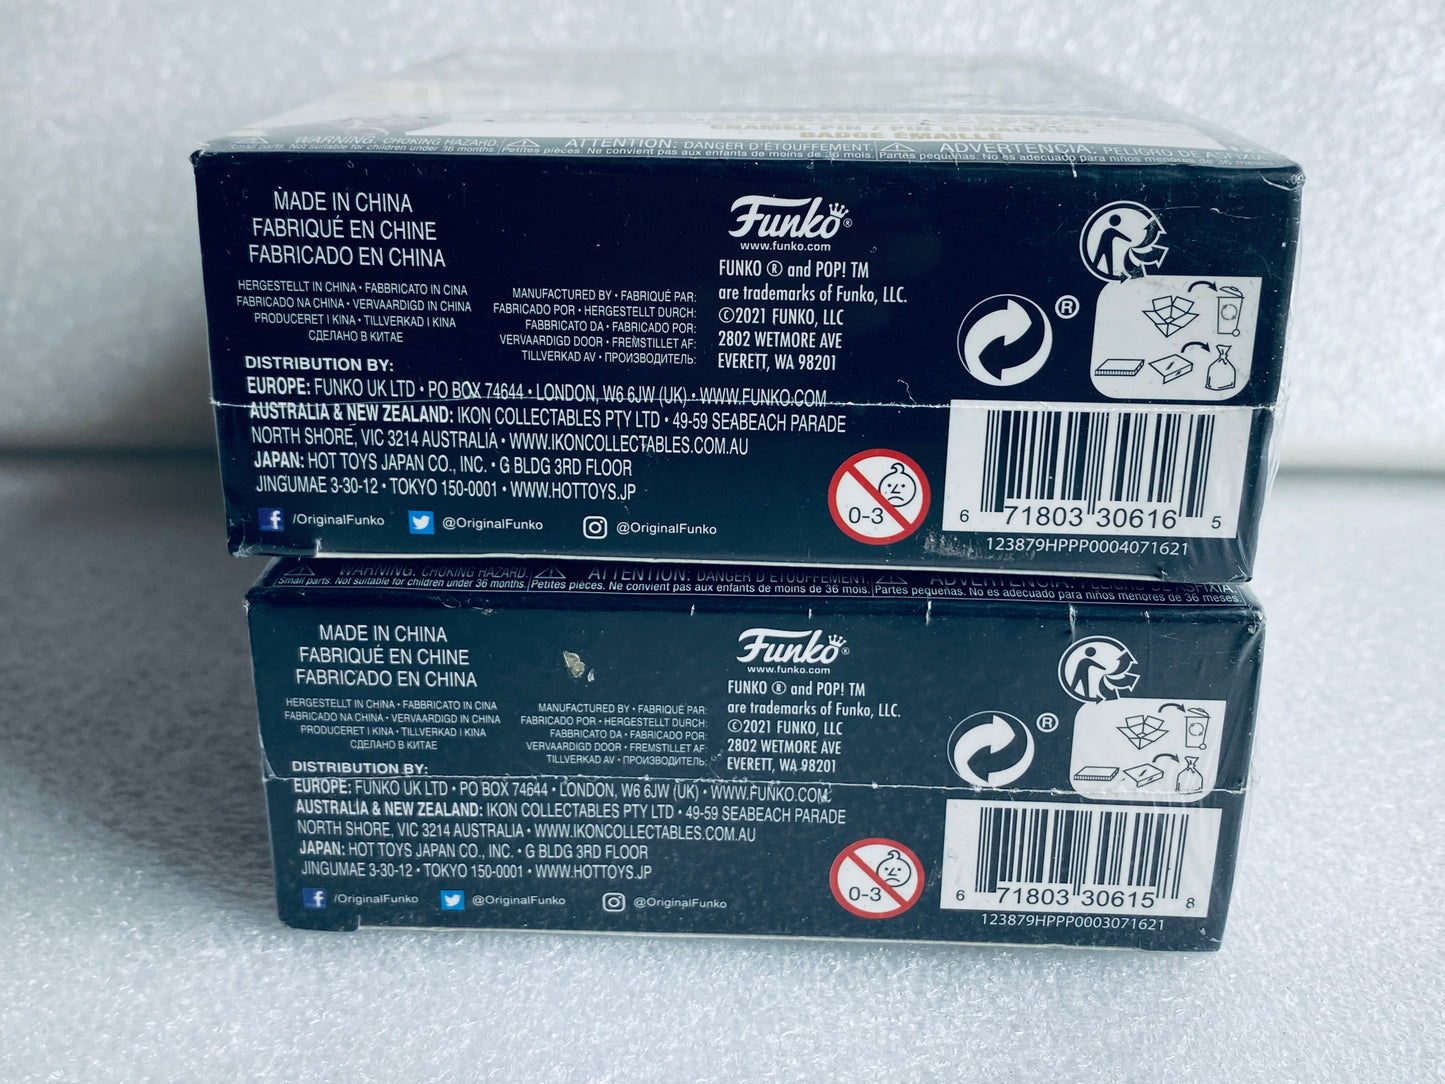 ENAMEL PIN / PIN
BADGE ÉMAILLÉ
WARNING: CHOKING HAZARD.
Small parts. Not suitable for children under 36 months.
ATTENTION: DANGER D'ÉTOUFFEMENT.
Petites pièces. Ne convient pas aux enfants de moins de 36 mois.
ADVERTENCIA: PELIGRO DE ASFIXIA
Partes pequeñas. No es adecuado para niños menores de 36 meses
MADE IN CHINA
FABRIQUÉ EN CHINE
FABRICADO EN CHINA
HERGESTELLT IN CHINA • FABBRICATO IN CINA
FABRICADO NA CHINA • VERVAARDIGD IN CHINA
PRODUCERET I KINA • TILLVERKAD I KINA
СДЕЛАНО В КИТАЕ
MANUFACTURED BY • FABRIQUÉ PAR:
FABRICADO POR • HERGESTELLT DURCH:
FABBRICATO DA • FABRICADO POR:
VERVAARDIGD DOOR • FREMSTILLET AF:
TILLVERKAD AV • ПРОИЗВОДИТЕЛЬ:
Funko®
www.funko.com
FUNKO ® and POP! TM
are trademarks of Funko, LLC.
©2021 FUNKO, LLC
2802 WETMORE AVE
EVERETT, WA 98201
DISTRIBUTION BY:
EUROPE: FUNKO UK LTD • PO BOX 74644 • LONDON, W6 6JW (UK) • WWW.FUNKO.COM
AUSTRALIA & NEW ZEALAND: IKON COLLECTABLES PTY LTD • 49-59 SEABEACH PARADE
NORTH SHORE, VIC 3214 AUSTRALIA • WWW.IKONCOLLECTABLES.COM.AU
JAPAN: HOT TOYS JAPAN CO., INC. • G BLDG 3RD FLOOR
JINGUMAE 3-30-12 • TOKYO 150-0001 • WWW.HOTTOYS.JP
/OriginalFunko @OriginalFunko @OriginalFunko
®
0-3
6 71803 30616 5
123879HPPP0004071621
WARNING: CHOKING HAZARD.
Small parts. Not suitable for children under 36 months.
ATTENTION: DANGER D'ÉTOUFFEMENT.
Petites pièces. Ne convient pas aux enfants de moins de 36 mois.
ADVERTENCIA: PELIGRO DE ASFIXIA.
Partes pequeñas. No es adecuado para niños menores de 36 meses.
MADE IN CHINA
FABRIQUÉ EN CHINE
FABRICADO EN CHINA
HERGESTELLT IN CHINA • FABBRICATO IN CINA
FABRICADO NA CHINA • VERVAARDIGD IN CHINA
PRODUCERET I KINA • TILLVERKAD I KINA
СДЕЛАНО В КИТАЕ
MANUFACTURED BY • FABRIQUÉ PAR:
FABRICADO POR • HERGESTELLT DURCH:
FABBRICATO DA • FABRICADO POR:
VERVAARDIGD DOOR • FREMSTILLET AF:
TILLVERKAD AV • ПРОИЗВОДИТЕЛЬ:
Funko®
www.funko.com
FUNKO ® and POP! TM
are trademarks of Funko, LLC.
©2021 FUNKO, LLC
2802 WETMORE AVE
EVERETT, WA 98201
DISTRIBUTION BY:
EUROPE: FUNKO UK LTD • PO BOX 74644 • LONDON, W6 6JW (UK) • WWW.FUNKO.COM
AUSTRALIA & NEW ZEALAND: IKON COLLECTABLES PTY LTD • 49-59 SEABEACH PARADE
NORTH SHORE, VIC 3214 AUSTRALIA • WWW.IKONCOLLECTABLES.COM.AU
JAPAN: HOT TOYS JAPAN CO., INC. • G BLDG 3RD FLOOR
JINGUMAE 3-30-12 • TOKYO 150-0001 • WWW.HOTTOYS.JP
/OriginalFunko @OriginalFunko @OriginalFunko
®
0-3
6 71803 30615 8
123879HPPP0003071621